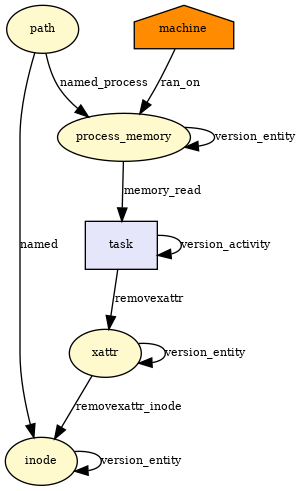 path
machine
named_process
ran_on
process_memory
version_entity
memory_read
task
version_activity
named
removexattr
xattr
version_entity
removexattr_inode
inode
version_entity